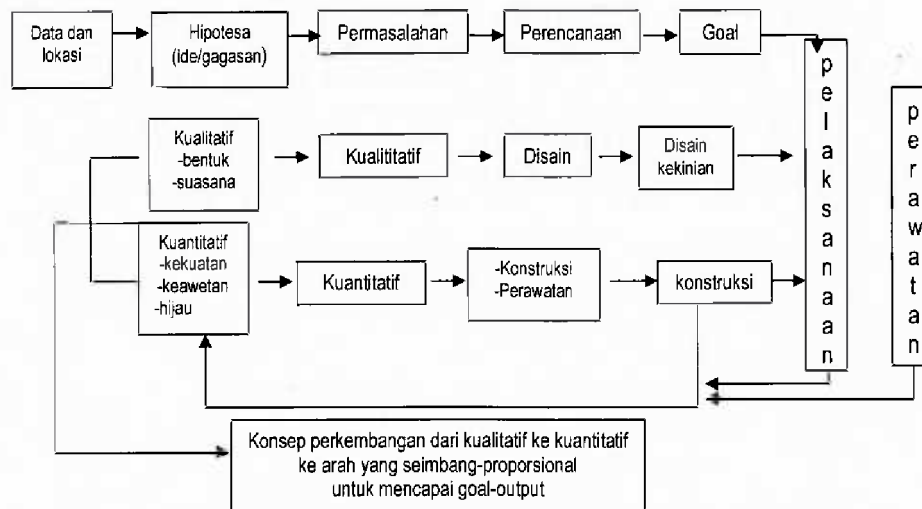 Data dan
lokasi
Hipotesa
(ide/gagasan)
Permasalahan
Perencanaan
Goal
pelaksanaan
perawatan
Kualitatif
-bentuk
-suasana
Kualititatif
Disain
Disain
kekinian
Kuantitatif
-kekuatan
-keawetan
-hijau
Kuantitatif
-Konstruksi
-Perawatan
konstruksi
Konsep perkembangan dari kualitatif ke kuantitatif
ke arah yang seimbang-proporsional
untuk mencapai goal-output